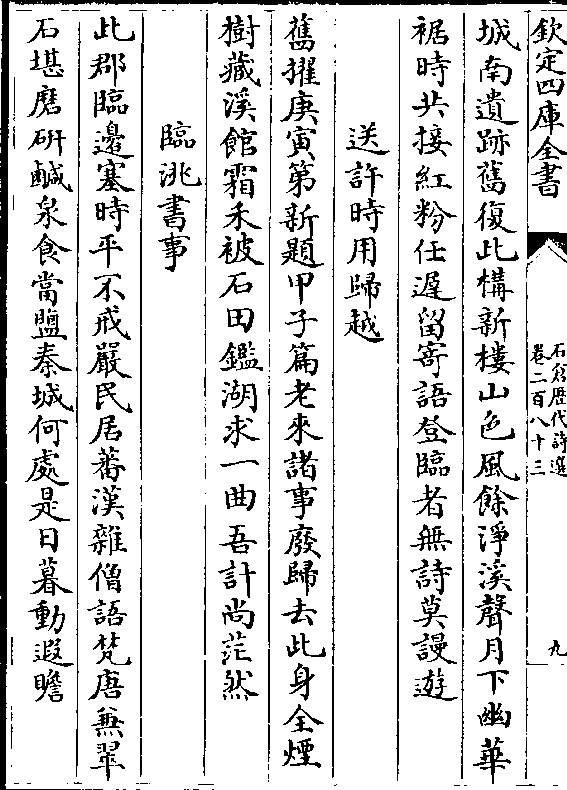 欽定四庫全書
石倉歴代詩選
卷二百八十三
九
城南遺跡舊復此構新樓山色風餘淨溪聲月下幽華
裾時共接紅粉任遲留寄語登臨者無詩莫謾遊
送許時用歸越
舊擢庚寅第新題甲子篇老來諸事廢歸去此身全煙
樹藏溪館霜禾被石田鑑湖求一曲吾計尚茫然
臨洮書事
此郡臨邊塞時平不戒嚴民居蕃漢雜僧語梵唐兼翠
石堪磨硏鹹泉食當鹽秦城何處是日暮動遐瞻